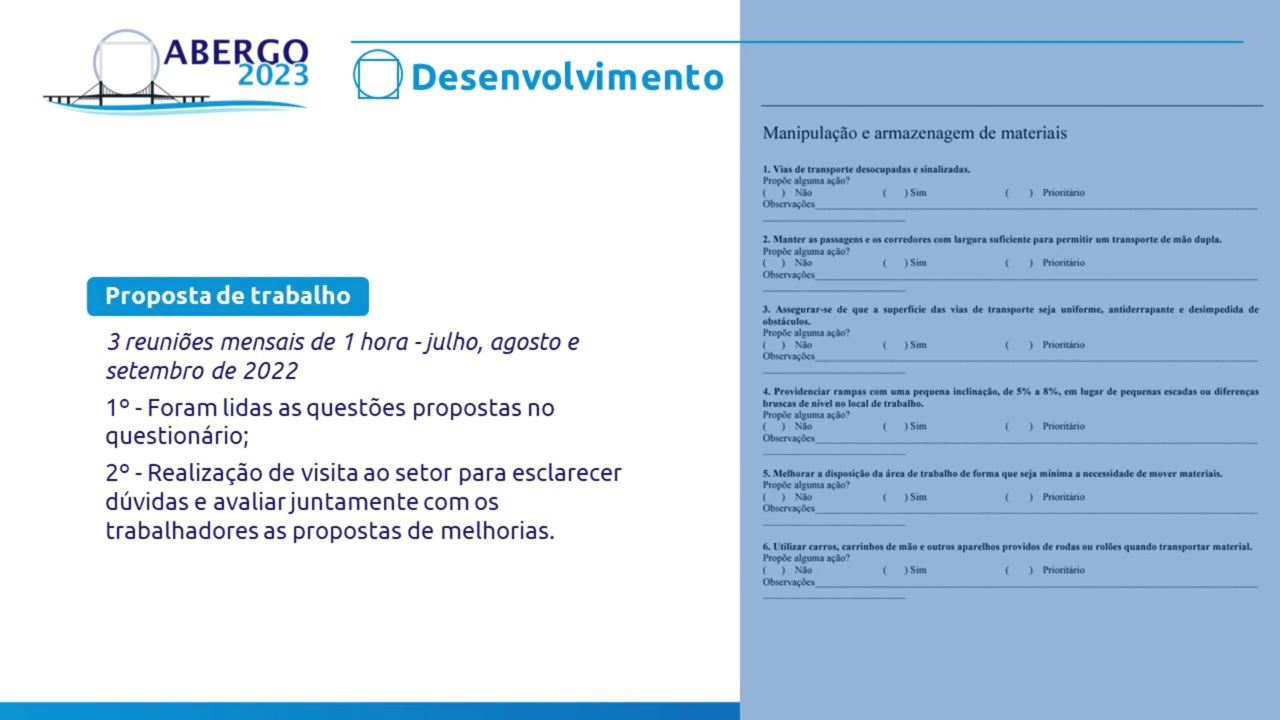 ABERGO
2023
Desenvolvimento
Proposta de trabalho
3 reuniões mensais de 1 hora - julho, agosto e
setembro de 2022
1º - Foram lidas as questões propostas no
questionário;
2º - Realização de visita ao setor para esclarecer
dúvidas e avaliar juntamente com os
trabalhadores as propostas de melhorias.
Manipulação e armazenagem de materiais
1. Vias de transporte desocupadas e sinalizadas.
Propõe alguma ação?
( ) Não ( ) Sim ( ) Prioritário
Observações
2. Manter as passagens e os corredores com largura suficiente para permitir um transporte de mão dupla.
Propõe alguma ação?
( ) Não ( ) Sim ( ) Prioritário
Observações
3. Assegurar-se de que a superfície das vias de transporte seja uniforme, antiderrapante e desimpedida de
obstáculos.
Propõe alguma ação?
( ) Não ( ) Sim ( ) Prioritário
Observações
4. Providenciar rampas com uma pequena inclinação, de 5% a 8%, em lugar de pequenas escadas ou diferenças
bruscas de nível no local de trabalho.
Propõe alguma ação?
( ) Não ( ) Sim ( ) Prioritário
Observações
5. Melhorar a disposição da área de trabalho de forma que seja mínima a necessidade de mover materiais.
Propõe alguma ação?
( ) Não ( ) Sim ( ) Prioritário
Observações
6. Utilizar carros, carrinhos de mão e outros aparelhos providos de rodas ou rolões quando transportar material.
Propõe alguma ação?
( ) Não ( ) Sim ( ) Prioritário
Observações